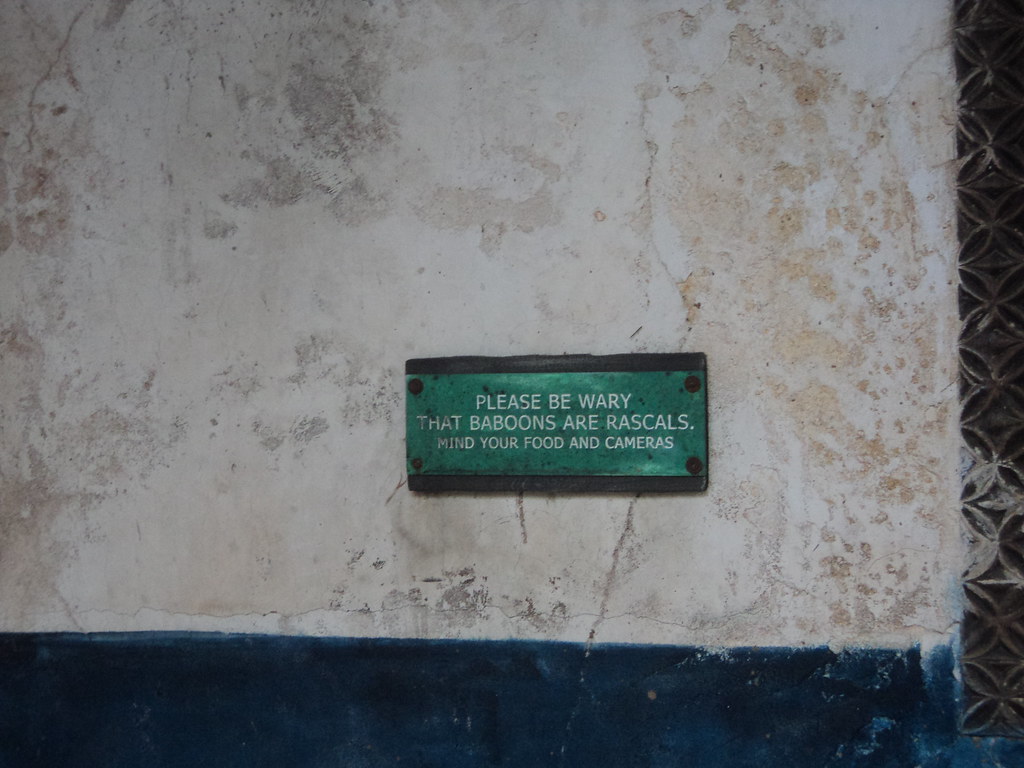 PLEASE BE WARY
THAT BABOONS ARE RASCALS.
MIND YOUR FOOD AND CAMERAS